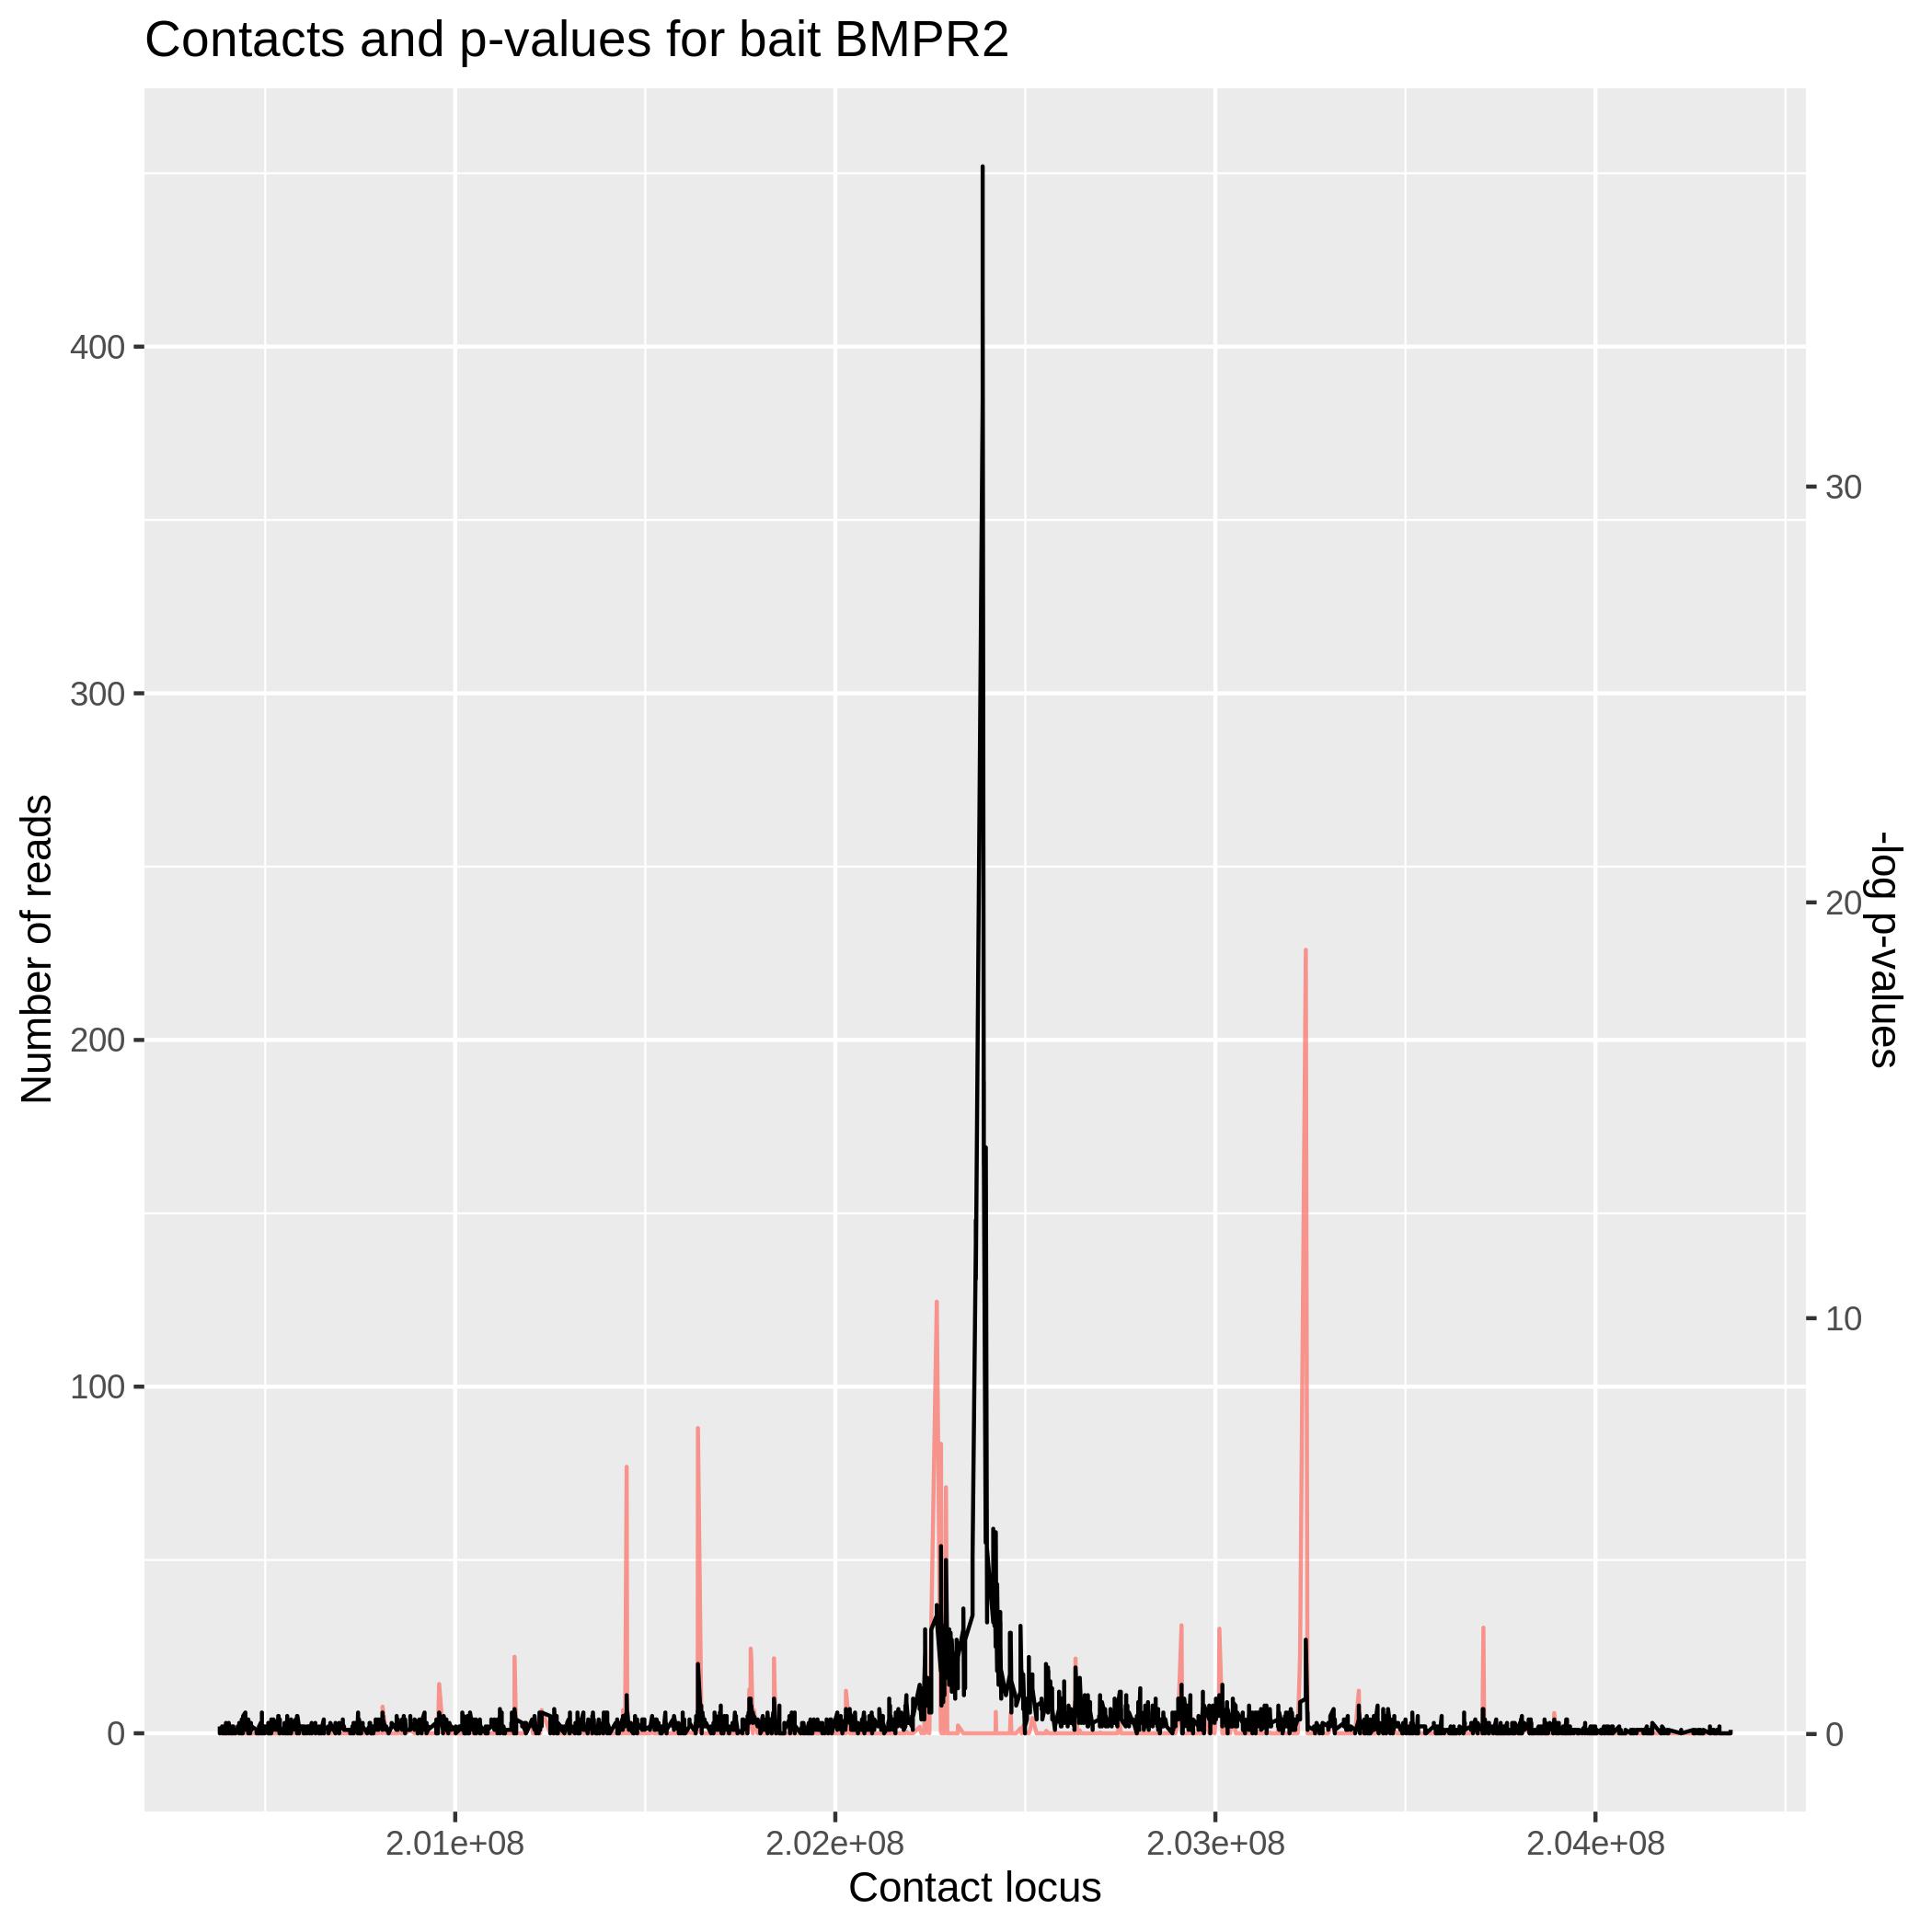 Contacts and p-values for bait BMPR2
Number of reads
400
300
200
100
0
30
20
10
0
-log p-values
2.01e+08
2.02e+08
2.03e+08
2.04e+08
Contact locus